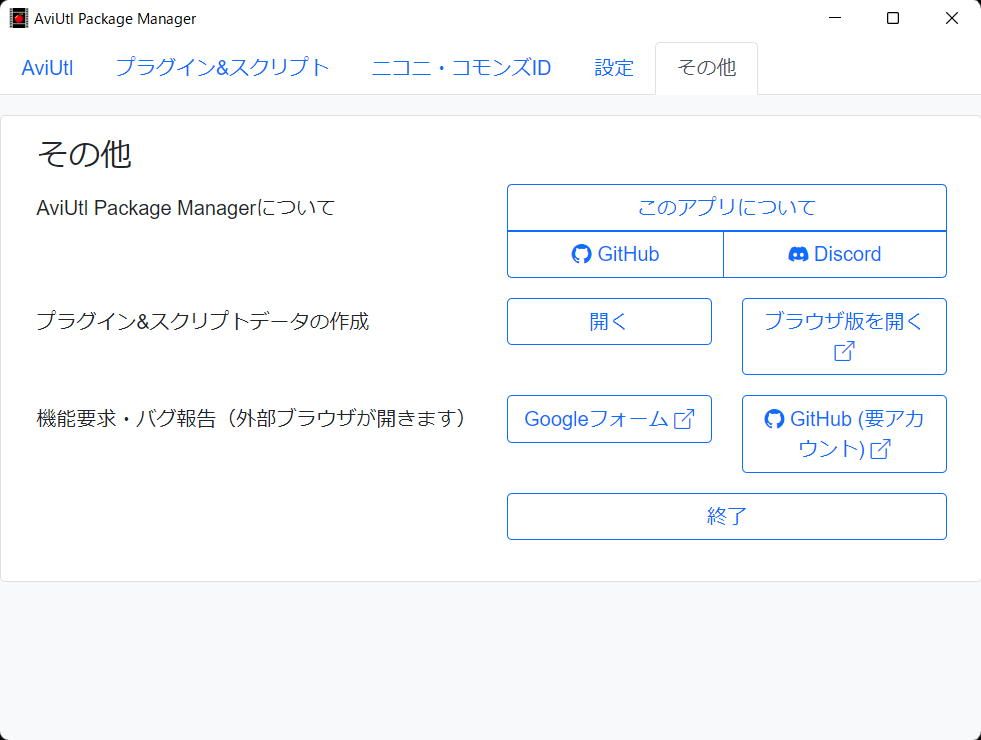 AviUtl Package Manager
AviUtl プラグイン&スクリプト ニコニ・コモンズID 設定 その他
その他
AviUtl Package Managerについて
このアプリについて
GitHub
Discord
プラグイン&スクリプトデータの作成
開く
ブラウザ版を開く
機能要求・バグ報告（外部ブラウザが開きます）
Googleフォーム
GitHub (要アカ
ウント)
終了